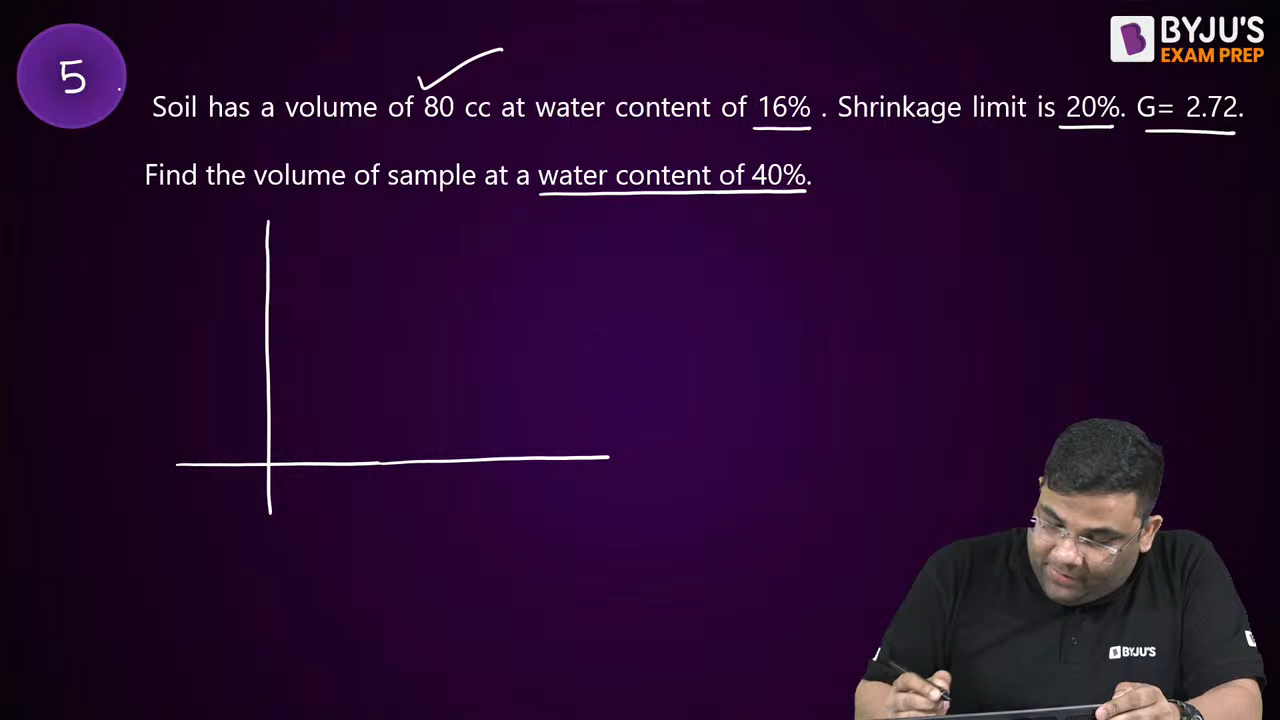 BYJU'S
EXAM PREP
5
Soil has a volume of 80 cc at water content of 16% . Shrinkage limit is 20%. G= 2.72.
Find the volume of sample at a water content of 40%.
BYJU'S